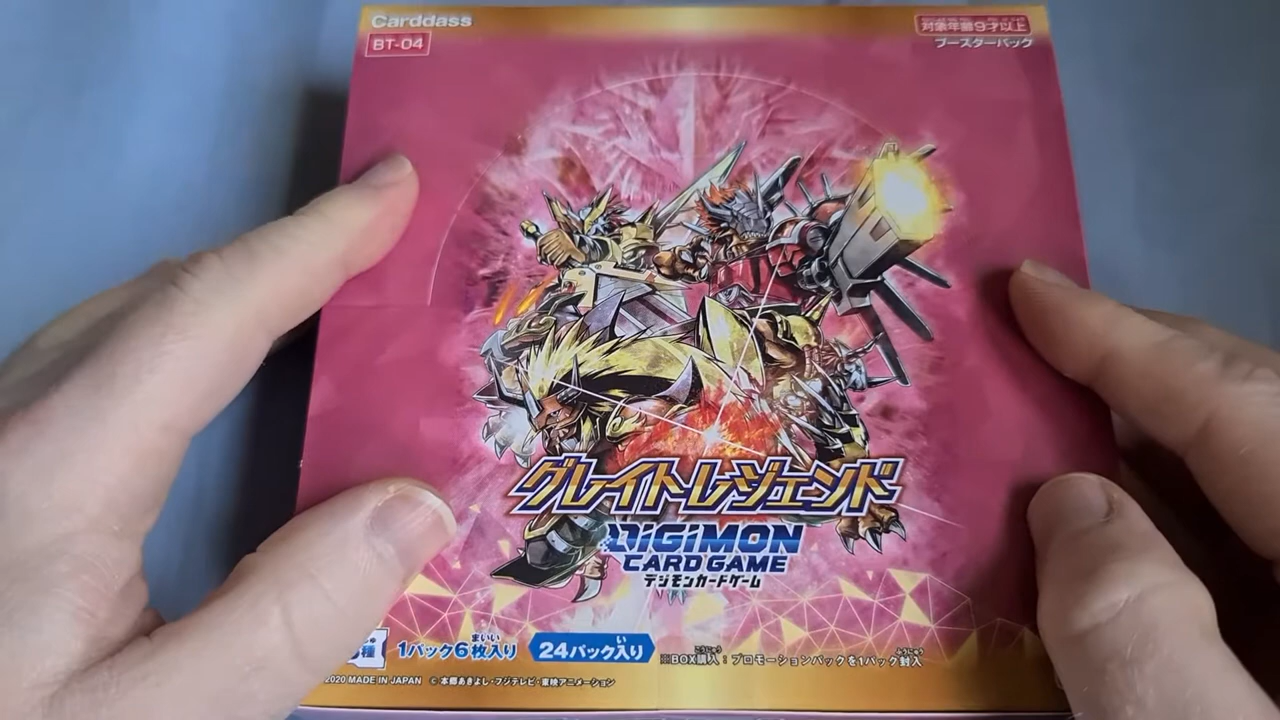 Carddass
BT-04
対象年齢9才以上
ブースターパック
グレイトレジェンド
DIGIMON
CARD GAME
デジモンカードゲーム
種
1パック6枚入り
24パック入り
※BOX購入：プロモーションパックを1パック封入
2020 MADE IN JAPAN © 本郷あきよし・フジテレビ・東映アニメーション